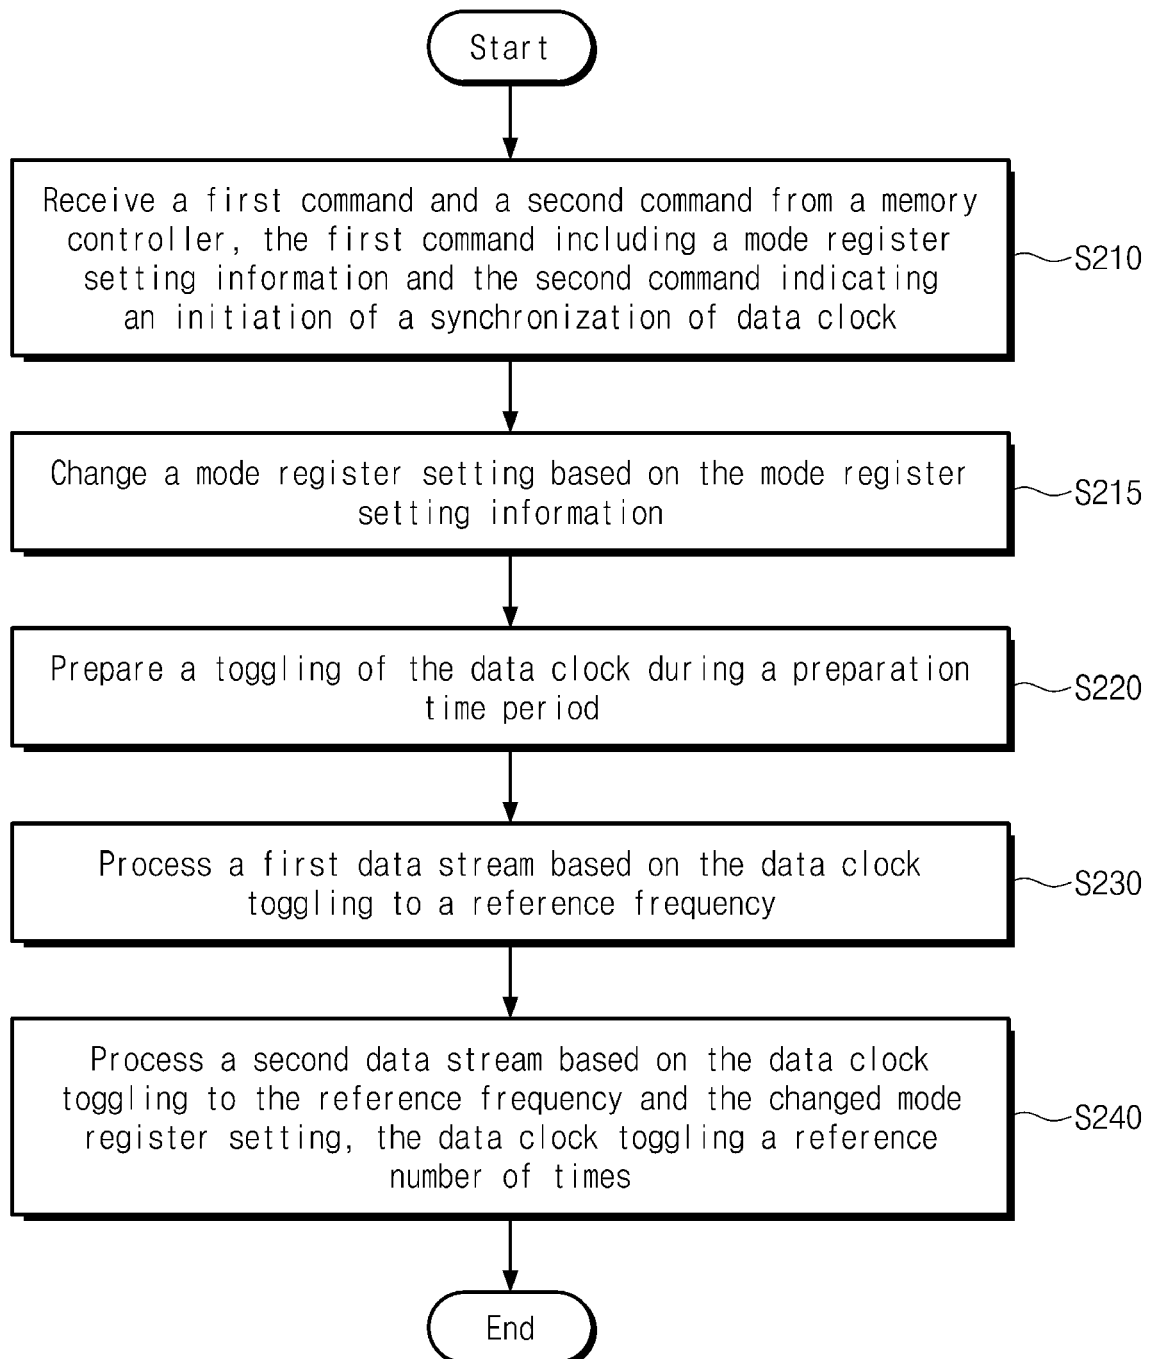 Start
Receive a first command and a second command from a memory
controller, the first command including a mode register
setting information and the second command indicating
an initiation of a synchronization of data clock
S210
Change a mode register setting based on the mode register
setting information
S215
Prepare a toggling of the data clock during a preparation
time period
S220
Process a first data stream based on the data clock
toggling to a reference frequency
S230
Process a second data stream based on the data clock
toggling to the reference frequency and the changed mode
register setting, the data clock toggling a reference
number of times
S240
End